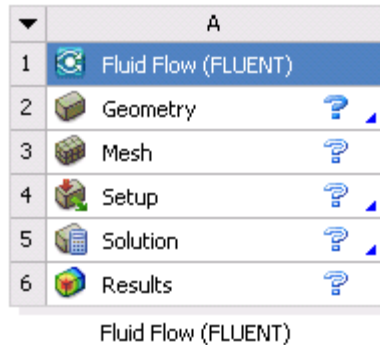 A
1 Fluid Flow (FLUENT)
2 Geometry ?
3 Mesh ?
4 Setup ?
5 Solution ?
6 Results ?
Fluid Flow (FLUENT)